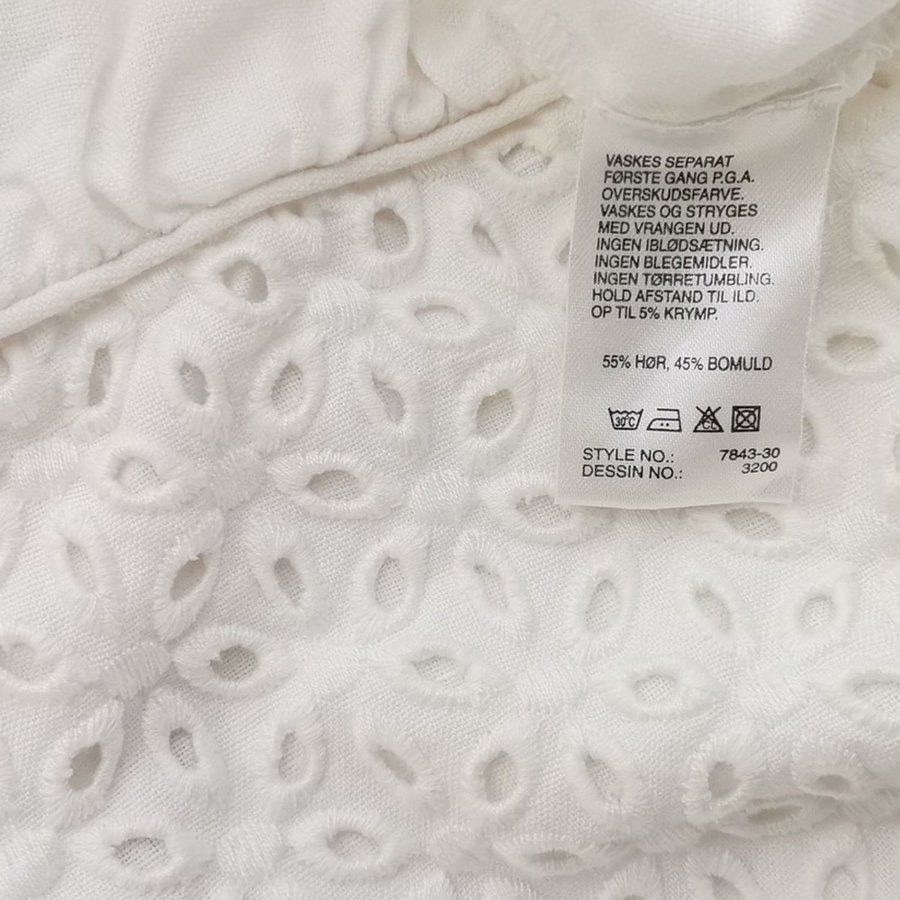 VASKES SEPARAT
FØRSTE GANG P.G.A.
OVERSKUDSFARVE.
VASKES OG STRYGES
MED VRANGEN UD.
INGEN IBLØDSÆTNING.
INGEN BLEGEMIDLER.
INGEN TØRRETUMBLING.
HOLD AFSTAND TIL ILD.
OP TIL 5% KRYMP.
55% HØR, 45% BOMULD
30°C CL
STYLE NO.: 7843-30
DESSIN NO.: 3200